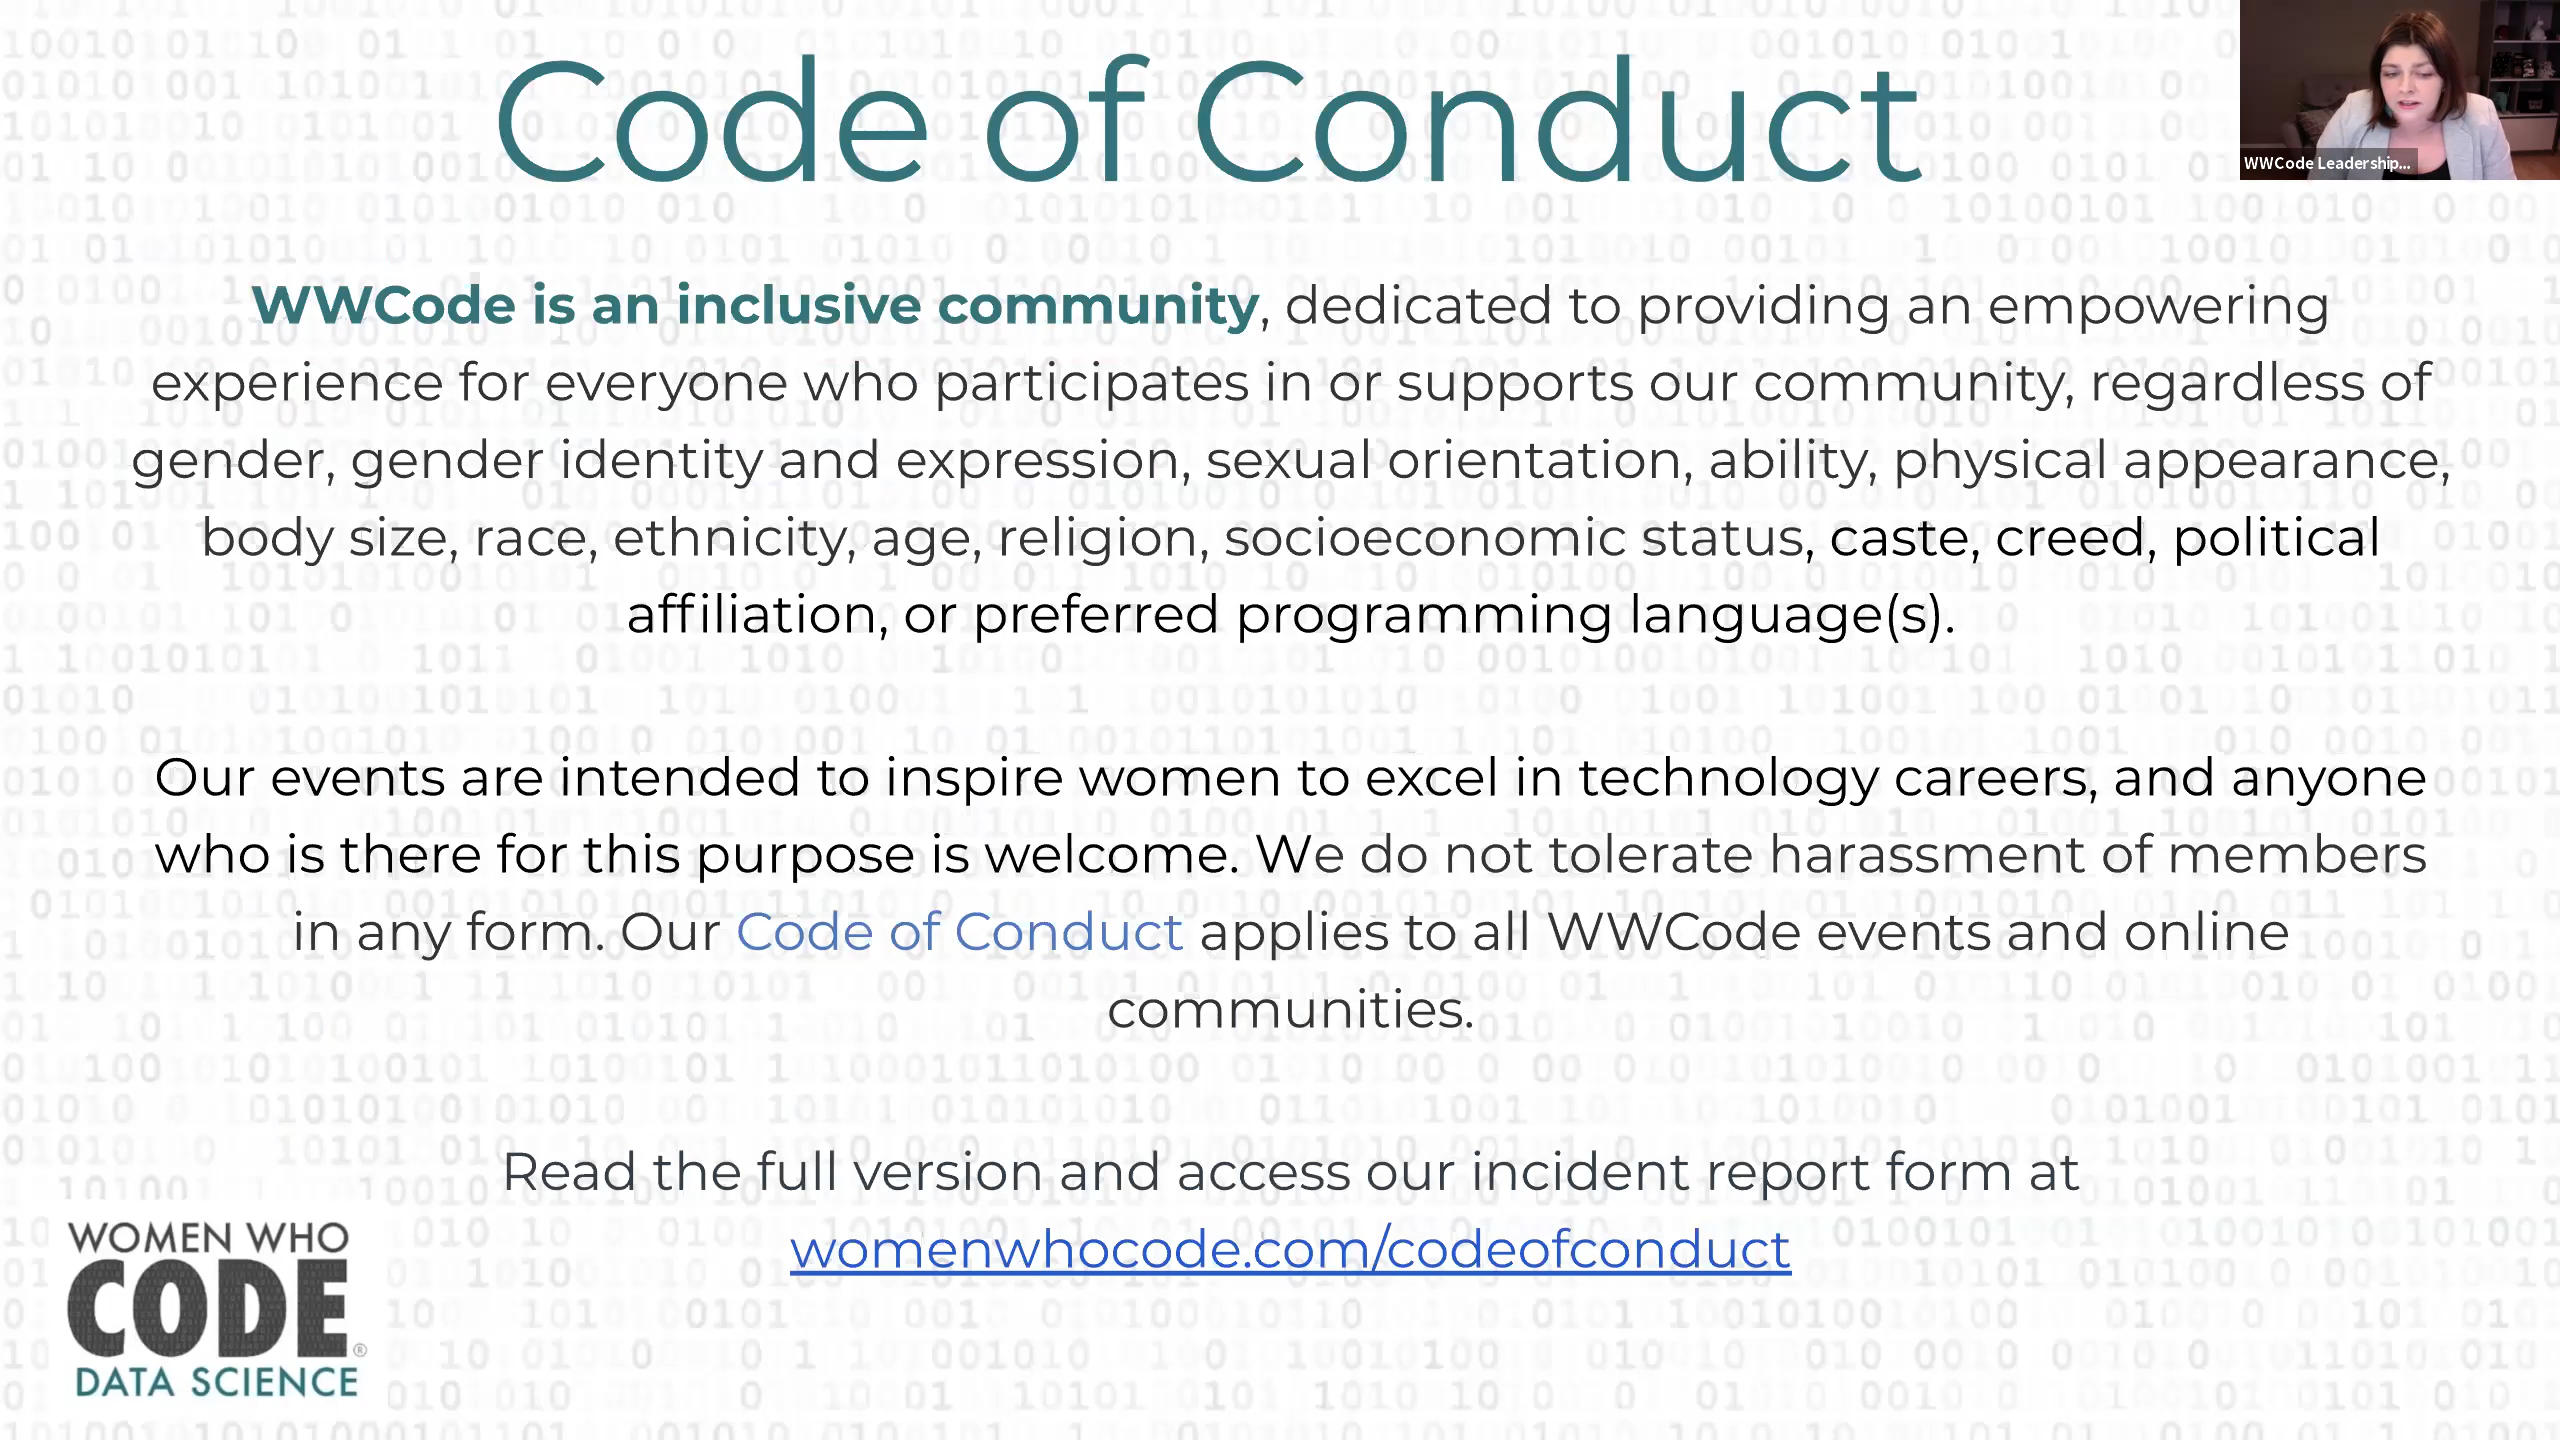 Code of Conduct
WWCode Leadership...
WWCode is an inclusive community, dedicated to providing an empowering
experience for everyone who participates in or supports our community, regardless of
gender, gender identity and expression, sexual orientation, ability, physical appearance,
body size, race, ethnicity, age, religion, socioeconomic status, caste, creed, political
affiliation, or preferred programming language(s).
Our events are intended to inspire women to excel in technology careers, and anyone
who is there for this purpose is welcome. We do not tolerate harassment of members
in any form. Our Code of Conduct applies to all WWCode events and online
communities.
Read the full version and access our incident report form at
womenwhocode.com/codeofconduct
WOMEN WHO
CODE®
DATA SCIENCE